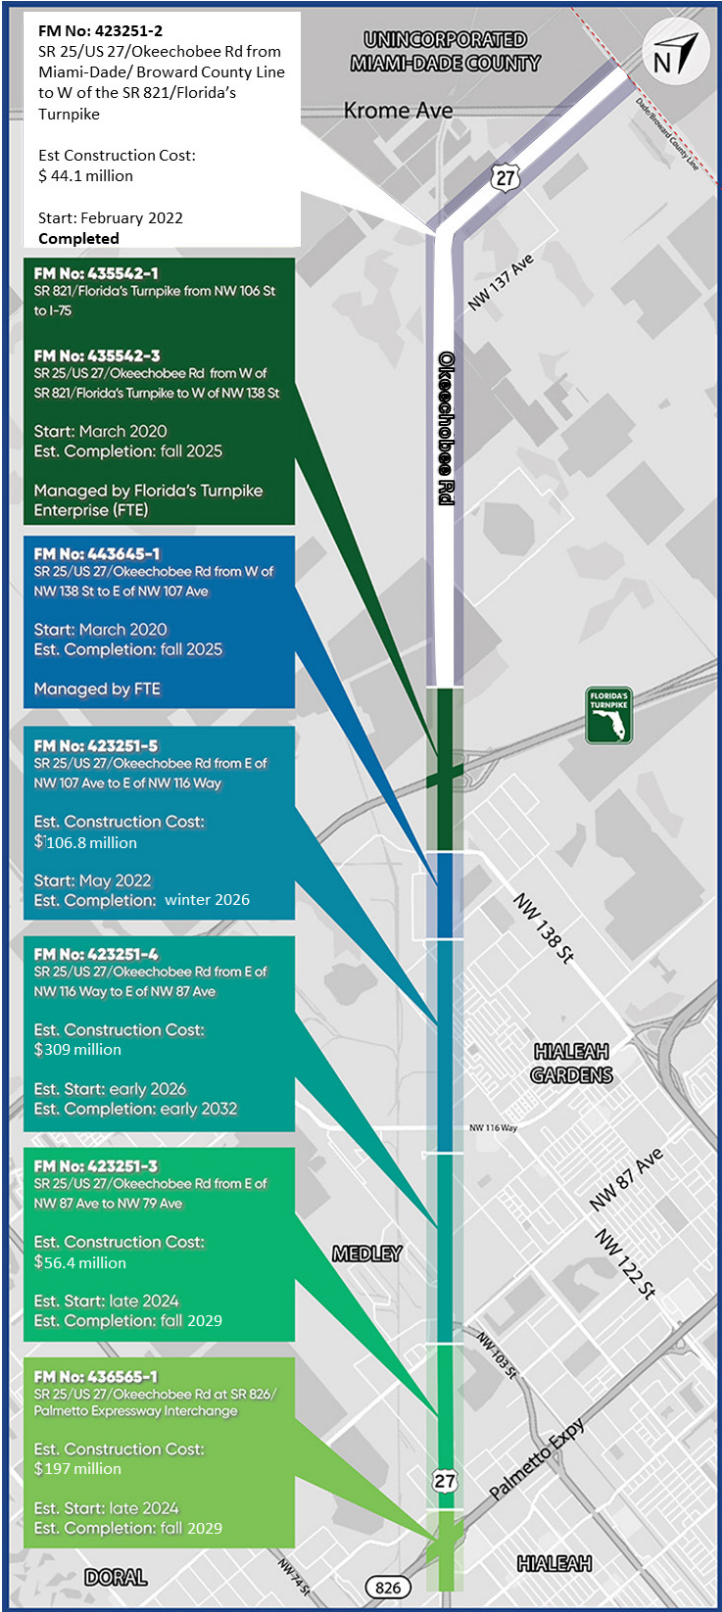 FM No: 423251-2
SR 25/US 27/Okeechobee Rd from
Miami-Dade/ Broward County Line
to W of the SR 821/Florida's
Turnpike
Est Construction Cost:
$ 44.1 million
Start: February 2022
Completed
FM No: 435542-1
SR 821/Florida's Turnpike from NW 106 St
to I-75
FM No: 435542-3
SR 25/US 27/Okeechobee Rd from W of
SR 821/Florida's Turnpike to W of NW 138 St
Start: March 2020
Est. Completion: fall 2025
Managed by Florida's Turnpike
Enterprise (FTE)
FM No: 443645-1
SR 25/US 27/Okeechobee Rd from W of
NW 138 St to E of NW 107 Ave
Start: March 2020
Est. Completion: fall 2025
Managed by FTE
FM No: 423251-5
SR 25/US 27/Okeechobee Rd from E of
NW 107 Ave to E of NW 116 Way
Est. Construction Cost:
$106.8 million
Start: May 2022
Est. Completion: winter 2026
FM No: 423251-4
SR 25/US 27/Okeechobee Rd from E of
NW 116 Way to E of NW 87 Ave
Est. Construction Cost:
$309 million
Est. Start: early 2026
Est. Completion: early 2032
FM No: 423251-3
SR 25/US 27/Okeechobee Rd from E of
NW 87 Ave to NW 79 Ave
Est. Construction Cost:
$56.4 million
Est. Start: late 2024
Est. Completion: fall 2029
FM No: 436565-1
SR 25/US 27/Okeechobee Rd at SR 826/
Palmetto Expressway Interchange
Est. Construction Cost:
$197 million
Est. Start: late 2024
Est. Completion: fall 2029
UNINCORPORATED
MIAMI-DADE COUNTY
N
Krome Ave
Dade/Broward County Line
27
NW 137 Ave
Okeechobee Rd
FLORIDA'S
TURNPIKE
NW 138 St
HIALEAH
GARDENS
NW 116 Way
NW 87 Ave
MEDLEY
NW 122 St
NW 103 St
Palmetto Expy
27
HIALEAH
DORAL
NW 74 St
826